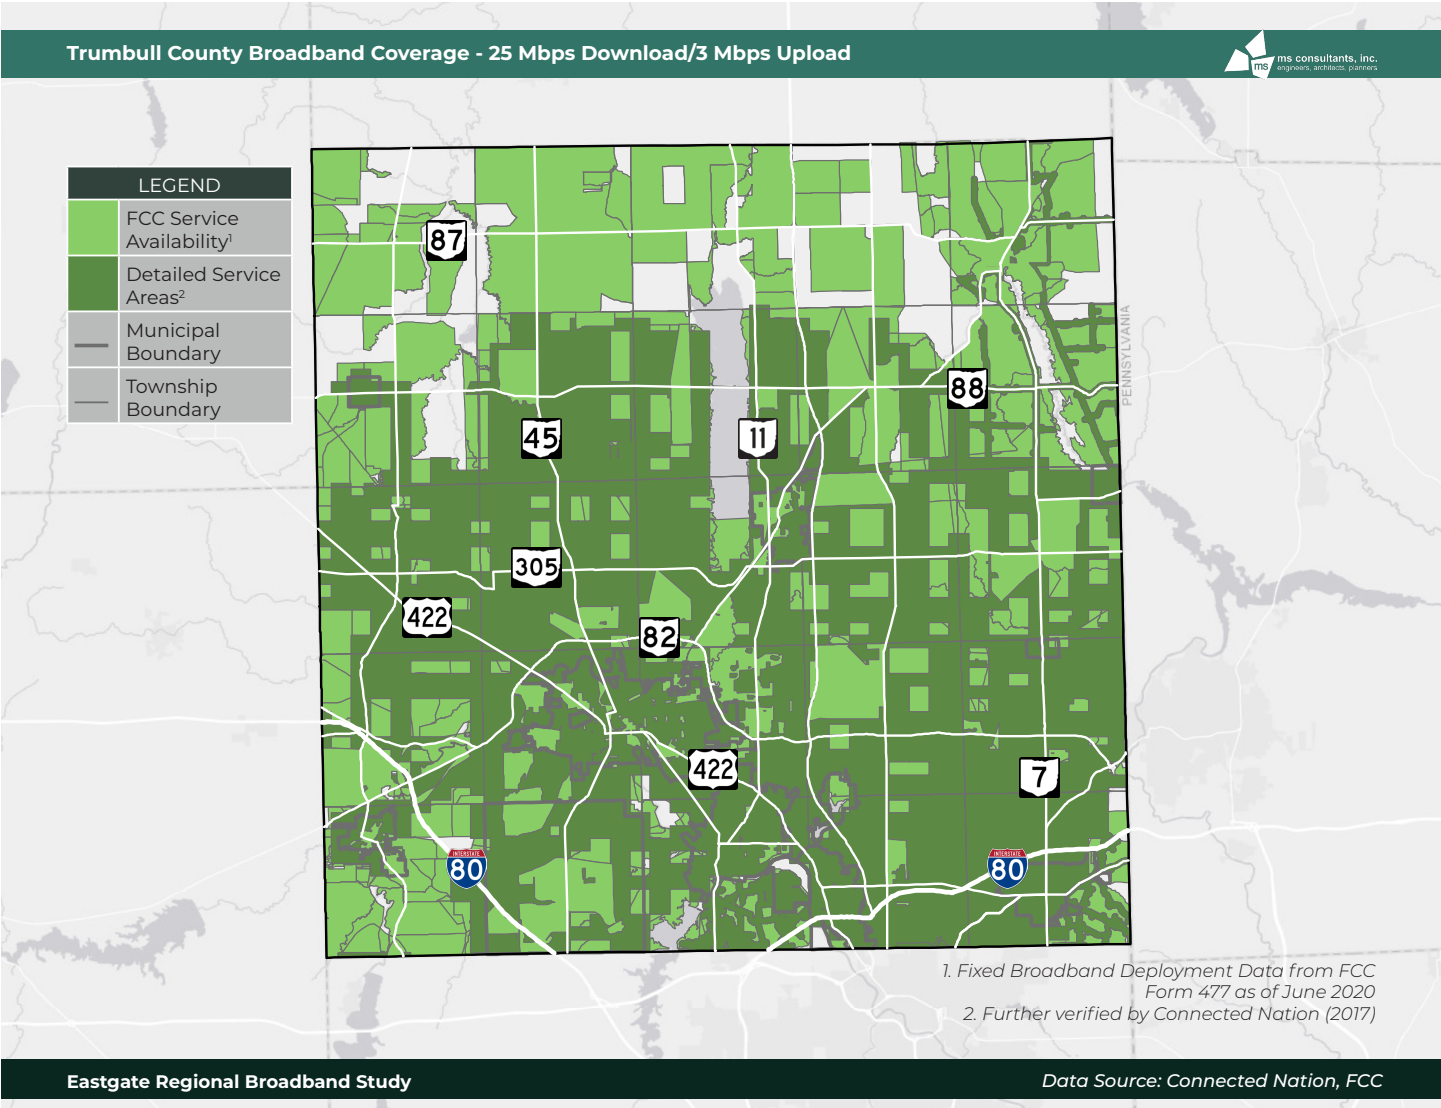 Trumbull County Broadband Coverage - 25 Mbps Download/3 Mbps Upload
ms
ms consultants, inc.
engineers, architects, planners
LEGEND
FCC Service
Availability1
Detailed Service
Areas2
Municipal
Boundary
Township
Boundary
87
88
45
11
305
422
82
422
7
INTERSTATE
80
INTERSTATE
80
PENNSYLVANIA
1. Fixed Broadband Deployment Data from FCC
Form 477 as of June 2020
2. Further verified by Connected Nation (2017)
Eastgate Regional Broadband Study
Data Source: Connected Nation, FCC